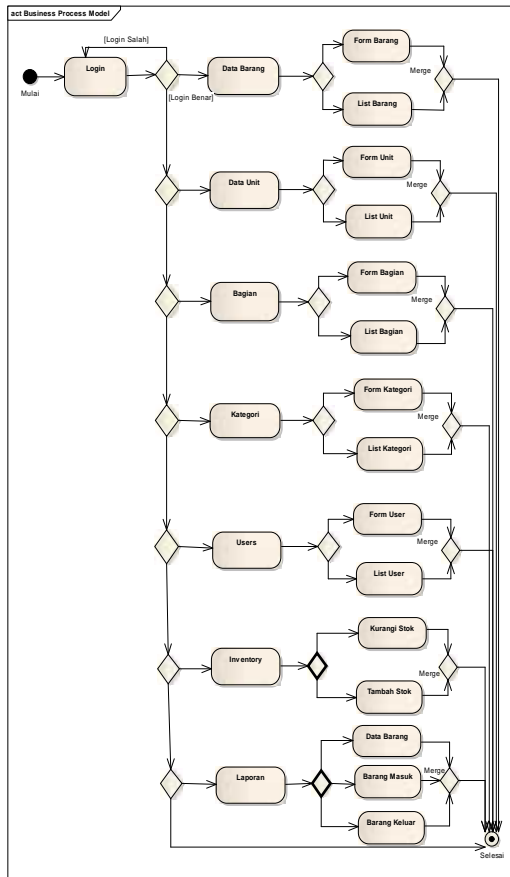 act Business Process Model
[Login Salah]
Login
Mulai
[Login Benar]
Data Barang
Form Barang
Merge
List Barang
Data Unit
Form Unit
Merge
List Unit
Bagian
Form Bagian
Merge
List Bagian
Kategori
Form Kategori
Merge
List Kategori
Users
Form User
Merge
List User
Inventory
Kurangi Stok
Merge
Tambah Stok
Laporan
Data Barang
Barang Masuk
Merge
Barang Keluar
Selesai